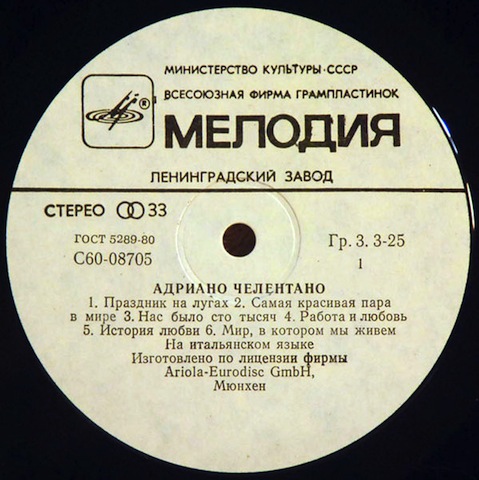 МИНИСТЕРСТВО КУЛЬТУРЫ·СССР
ВСЕСОЮЗНАЯ ФИРМА ГРАМПЛАСТИНОК
®
МЕЛОДИЯ
ЛЕНИНГРАДСКИЙ ЗАВОД
СТЕРЕО 33
ГОСТ 5289-80
Гр. 3. 3-25
С60-08705
1
АДРИАНО ЧЕЛЕНТАНО
1. Праздник на лугах 2. Самая красивая пара
в мире 3. Нас было сто тысяч 4. Работа и любовь
5. История любви 6. Мир, в котором мы живем
На итальянском языке
Изготовлено по лицензии фирмы
Ariola-Eurodisc GmbH,
Мюнхен